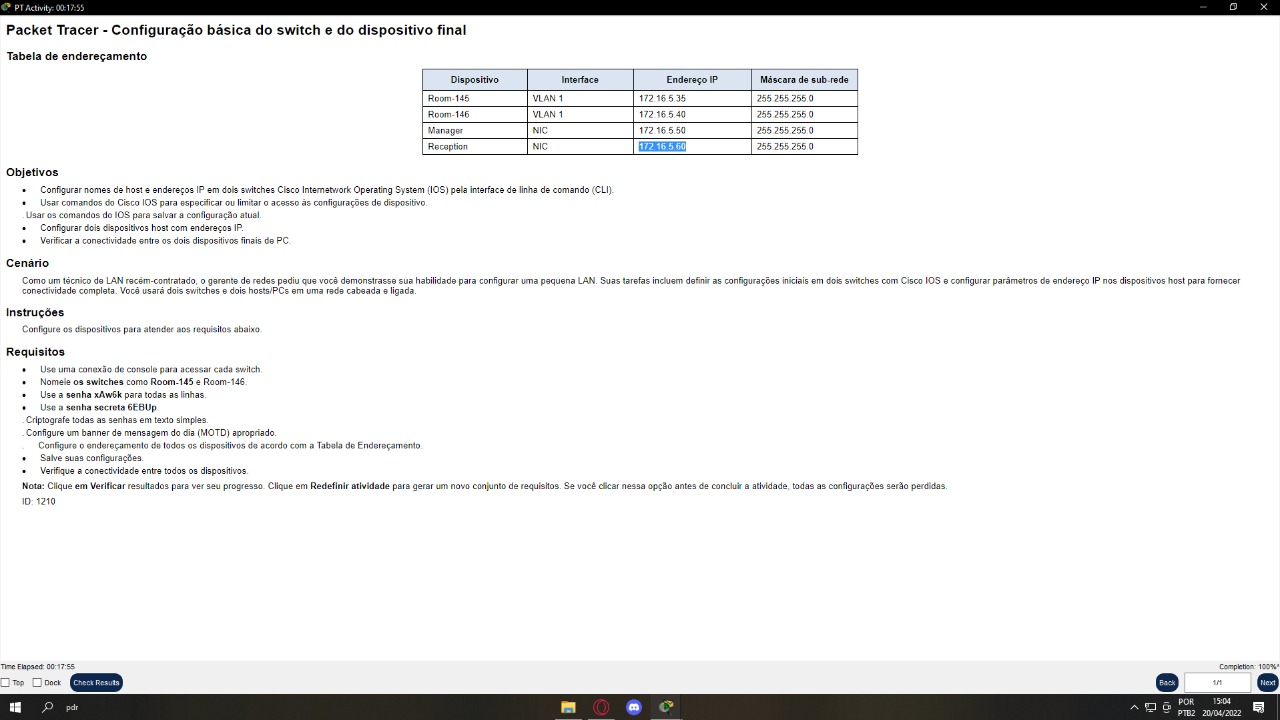 PT Activity: 00:17:55
Packet Tracer - Configuração básica do switch e do dispositivo final
Tabela de endereçamento
Dispositivo Interface Endereço IP Máscara de sub-rede
Room-145 VLAN 1 172.16.5.35 255.255.255.0
Room-146 VLAN 1 172.16.5.40 255.255.255.0
Manager NIC 172.16.5.50 255.255.255.0
Reception NIC 172.16.5.60 255.255.255.0
Objetivos
• Configurar nomes de host e endereços IP em dois switches Cisco Internetwork Operating System (IOS) pela interface de linha de comando (CLI).
• Usar comandos do Cisco IOS para especificar ou limitar o acesso às configurações de dispositivo.
. Usar os comandos do IOS para salvar a configuração atual.
• Configurar dois dispositivos host com endereços IP.
• Verificar a conectividade entre os dois dispositivos finais de PC.
Cenário
Como um técnico de LAN recém-contratado, o gerente de redes pediu que você demonstrasse sua habilidade para configurar uma pequena LAN. Suas tarefas incluem definir as configurações iniciais em dois switches com Cisco IOS e configurar parâmetros de endereço IP nos dispositivos host para fornecer
conectividade completa. Você usará dois switches e dois hosts/PCs em uma rede cabeada e ligada.
Instruções
Configure os dispositivos para atender aos requisitos abaixo.
Requisitos
• Use uma conexão de console para acessar cada switch.
• Nomeie os switches como Room-145 e Room-146.
• Use a senha xAw6k para todas as linhas.
• Use a senha secreta 6EBUp.
. Criptografe todas as senhas em texto simples.
. Configure um banner de mensagem do dia (MOTD) apropriado.
. Configure o endereçamento de todos os dispositivos de acordo com a Tabela de Endereçamento.
• Salve suas configurações.
• Verifique a conectividade entre todos os dispositivos.
Nota: Clique em Verificar resultados para ver seu progresso. Clique em Redefinir atividade para gerar um novo conjunto de requisitos. Se você clicar nessa opção antes de concluir a atividade, todas as configurações serão perdidas.
ID: 1210
Time Elapsed: 00:17:55 Completion: 100%
Top Dock Check Results Back 1/1 Next
pdr POR 15:04
PTB2 20/04/2022